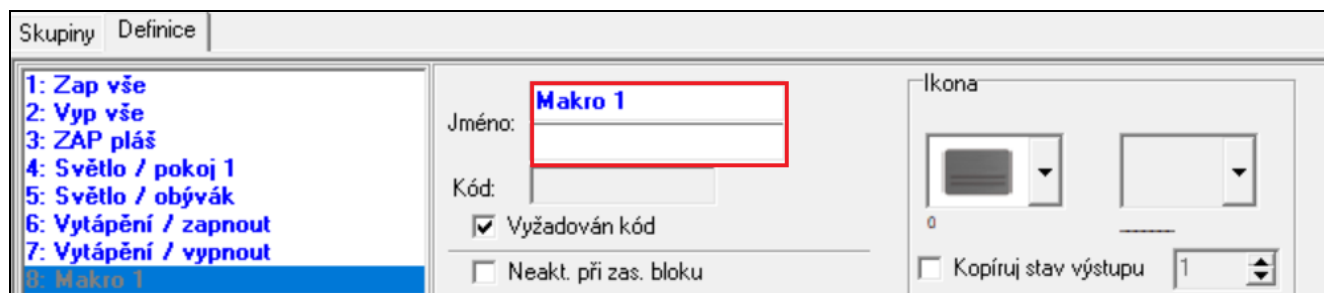 Skupiny Definice
1: Zap vše
2: Vyp vše
3: ZAP pláš
4: Světlo / pokoj 1
5: Světlo / obývák
6: Vytápění / zapnout
7: Vytápění / vypnout
8: Makro 1
Jméno: Makro 1
Kód:
Vyžadován kód
Neakt. při zas. bloku
Ikona
0
Kopíruj stav výstupu 1